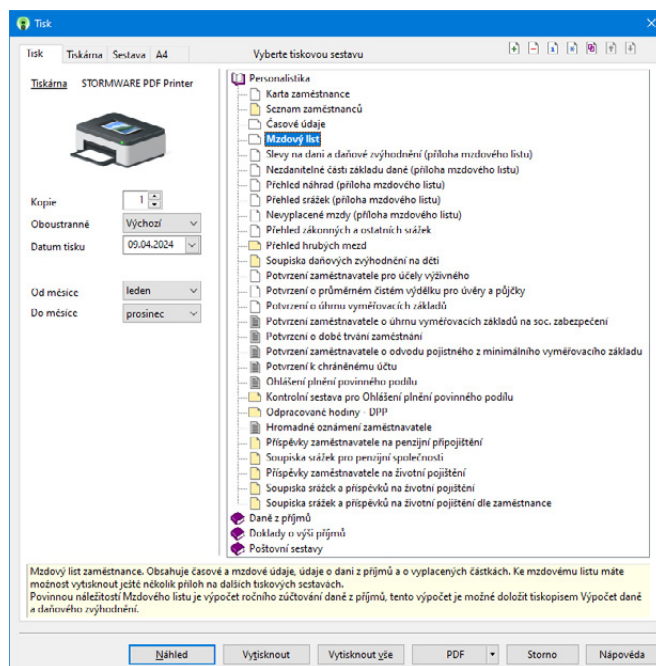 Tisk
Tisk Tiskárna Sestava A4 Vyberte tiskovou sestavu
Tiskárna STORMWARE PDF Printer
Kopie 1
Oboustranně Výchozí
Datum tisku 09.04.2024
Od měsíce leden
Do měsíce prosinec
Personalistika
Karta zaměstnance
Seznam zaměstnanců
Časové údaje
Mzdový list
Slevy na dani a daňové zvýhodnění (příloha mzdového listu)
Nezdanitelné části základu daně (příloha mzdového listu)
Přehled náhrad (příloha mzdového listu)
Přehled srážek (příloha mzdového listu)
Nevyplacené mzdy (příloha mzdového listu)
Přehled zákonných a ostatních srážek
Přehled hrubých mezd
Soupiska daňových zvýhodnění na děti
Potvrzení zaměstnavatele pro účely výživného
Potvrzení o průměrném čistém výdělku pro úvěry a půjčky
Potvrzení o úhrnu vyměřovacích základů
Potvrzení zaměstnavatele o úhrnu vyměřovacích základů na soc. zabezpečení
Potvrzení o době trvání zaměstnání
Potvrzení zaměstnavatele o odvodu pojistného z minimálního vyměřovacího základu
Potvrzení k chráněnému účtu
Ohlášení plnění povinného podílu
Kontrolní sestava pro Ohlášení plnění povinného podílu
Odpracované hodiny - DPP
Hromadné oznámení zaměstnavatele
Příspěvky zaměstnavatele na penzijní připojištění
Soupiska srážek pro penzijní společnosti
Příspěvky zaměstnavatele na životní pojištění
Soupiska srážek a příspěvků na životní pojištění
Soupiska srážek a příspěvků na životní pojištění dle zaměstnance
Daně z příjmů
Doklady o výši příjmů
Poštovní sestavy
Mzdový list zaměstnance. Obsahuje časové a mzdové údaje, údaje o dani z příjmů a o vyplacených částkách. Ke mzdovému listu máte
možnost vytisknout ještě několik příloh na dalších tiskových sestavách.
Povinnou náležitostí Mzdového listu je výpočet ročního zúčtování daně z příjmů, tento výpočet je možné doložit tiskopisem Výpočet daně
a daňového zvýhodnění.
Náhled Vytisknout Vytisknout vše PDF Storno Nápověda